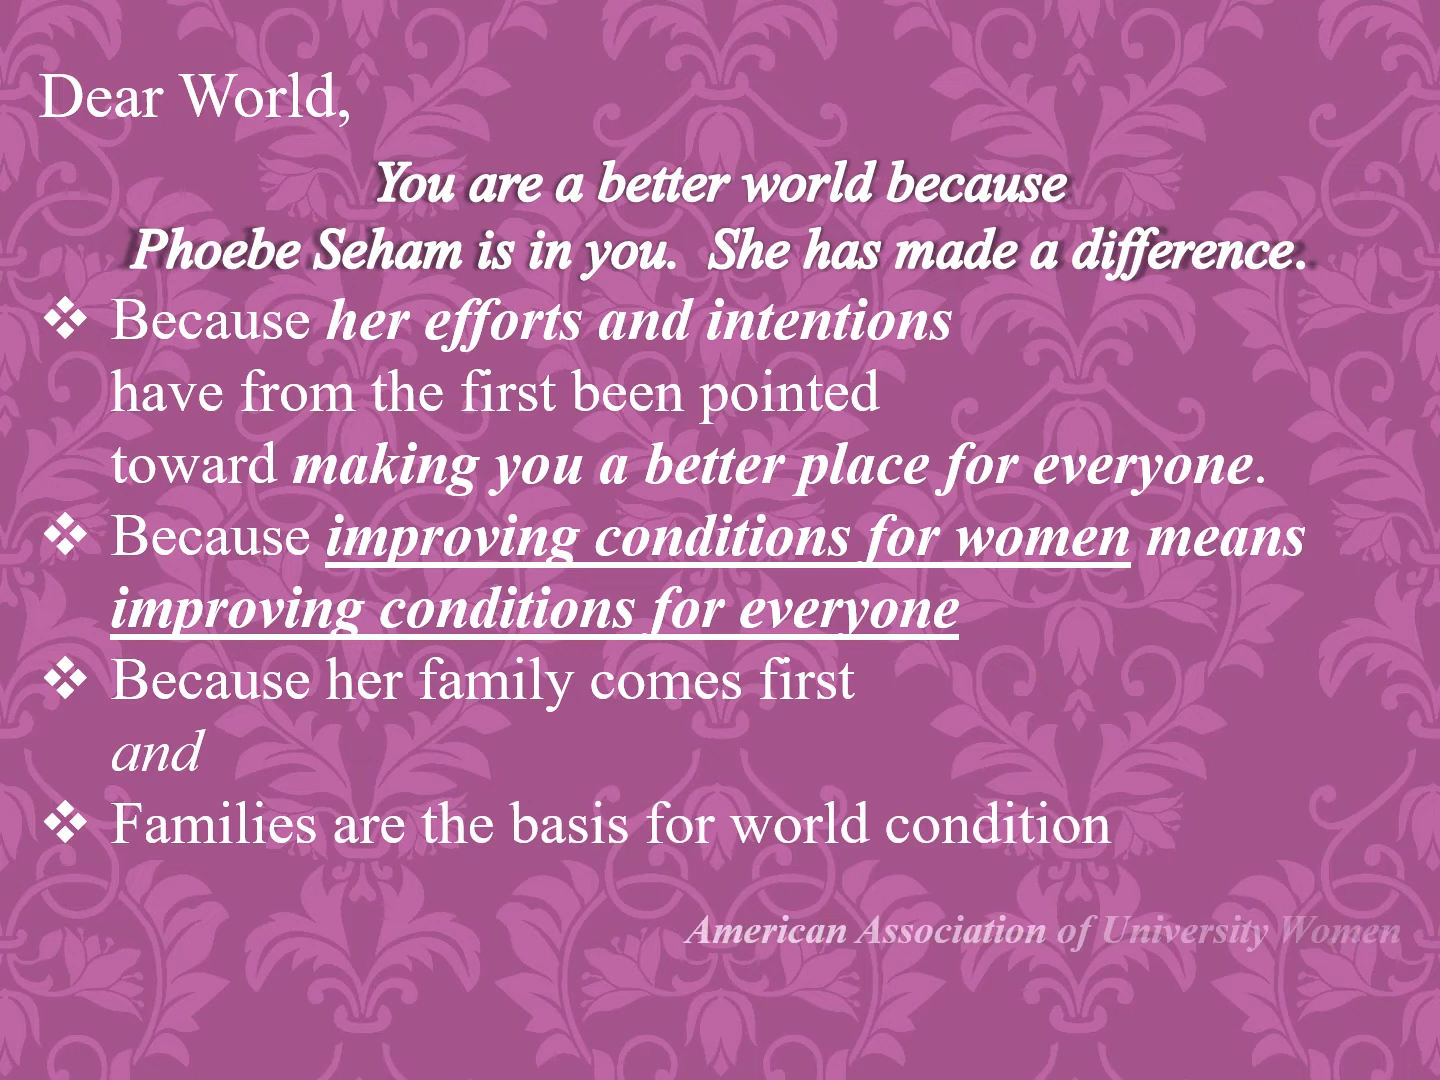 Dear World,
You are a better world because
Phoebe Seham is in you. She has made a difference.
❖ Because her efforts and intentions
have from the first been pointed
toward making you a better place for everyone.
❖ Because improving conditions for women means
improving conditions for everyone
❖ Because her family comes first
and
❖ Families are the basis for world condition
American Association of University Women